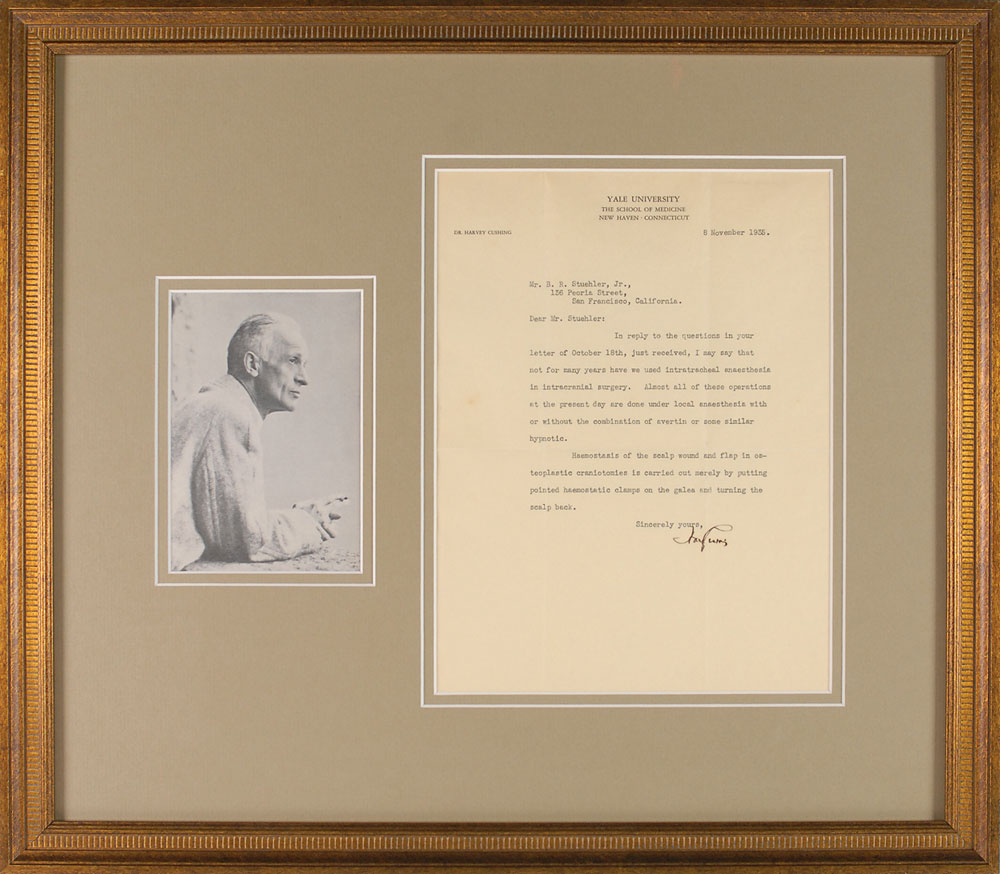 YALE UNIVERSITY
THE SCHOOL OF MEDICINE
NEW HAVEN · CONNECTICUT
DR. HARVEY CUSHING
8 November 1935.
Mr. B. R. Stuehler, Jr.,
156 Peoria Street,
San Francisco, California.
Dear Mr. Stuehler:
In reply to the questions in your
letter of October 18th, just received, I may say that
not for many years have we used intratracheal anaesthesia
in intracranial surgery. Almost all of these operations
at the present day are done under local anaesthesia with
or without the combination of avertin or some similar
hypnotic.
Haemostasis of the scalp wound and flap in os-
teoplastic craniotomies is carried out merely by putting
pointed haemostatic clamps on the galea and turning the
scalp back.
Sincerely yours,